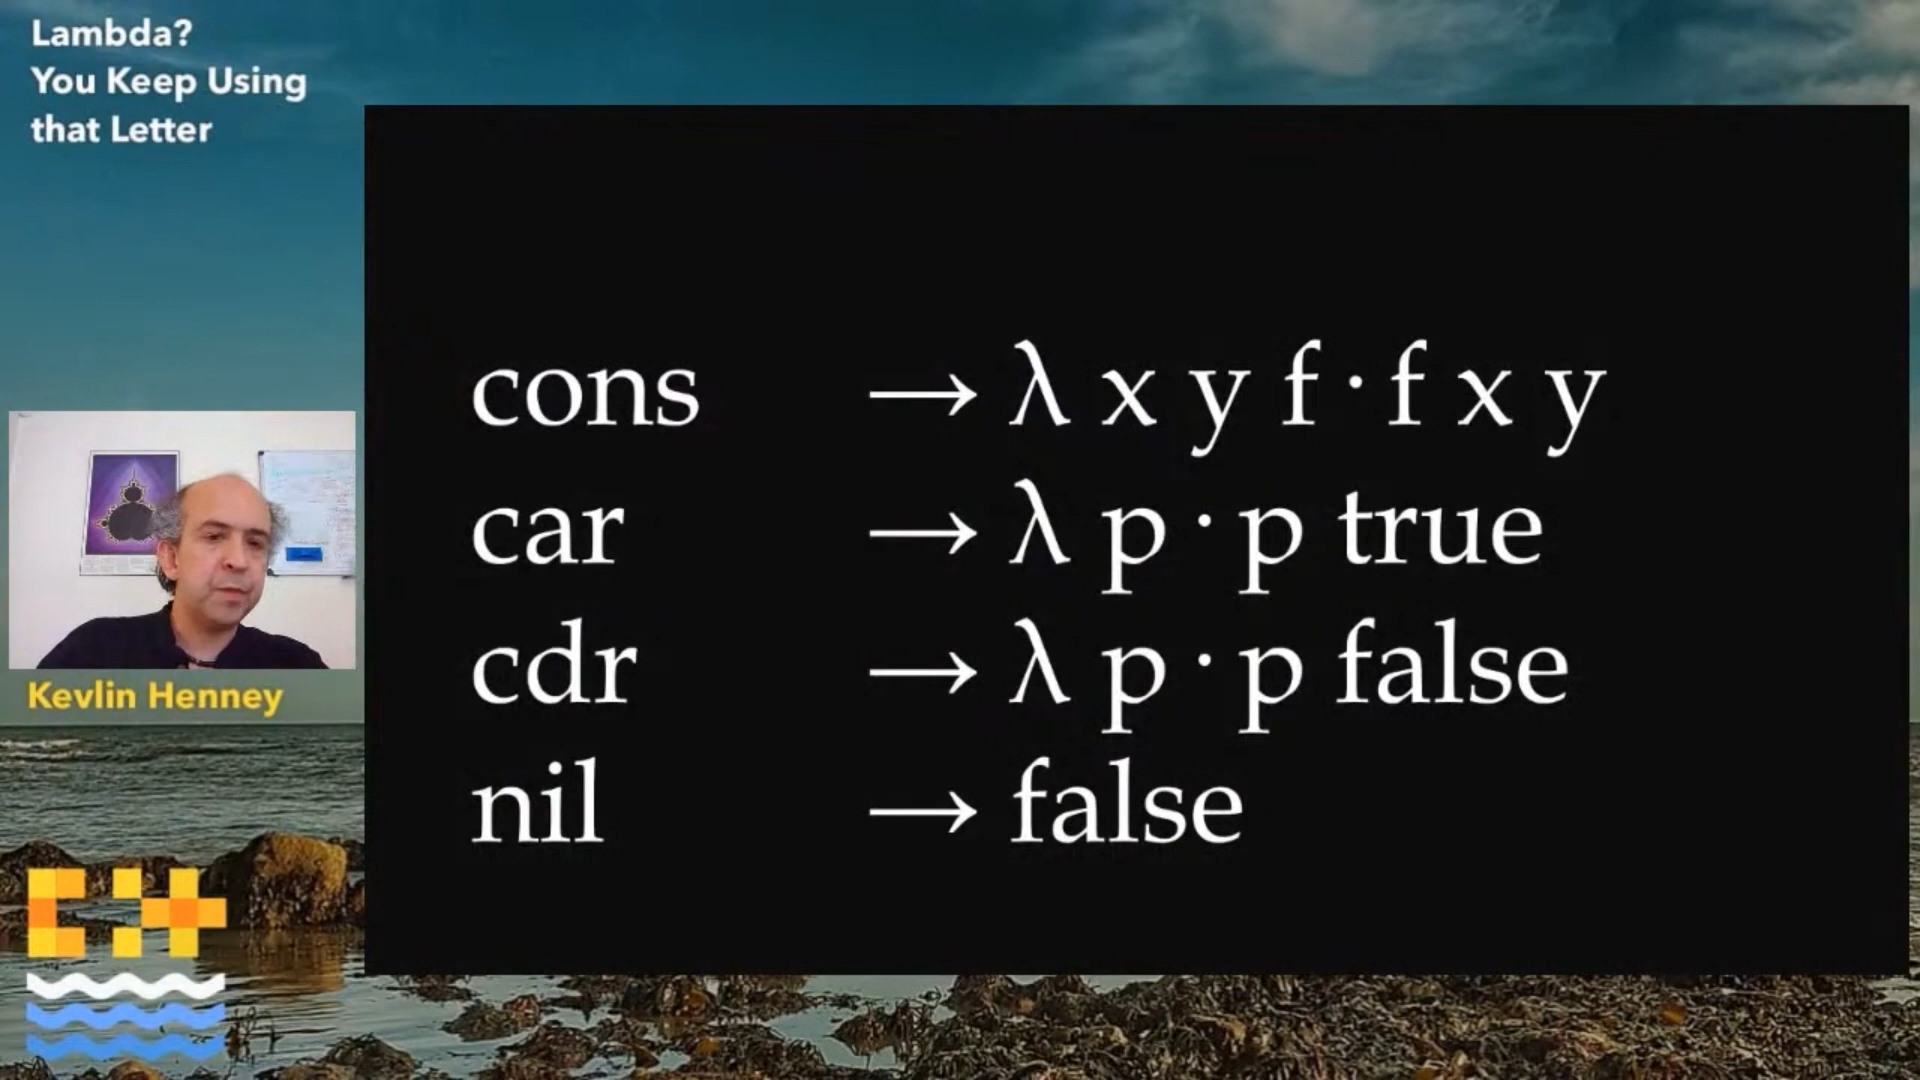 Lambda?
You Keep Using
that Letter
cons → λ x y f · f x y
car → λ p · p true
cdr → λ p · p false
nil → false
Kevlin Henney
C++